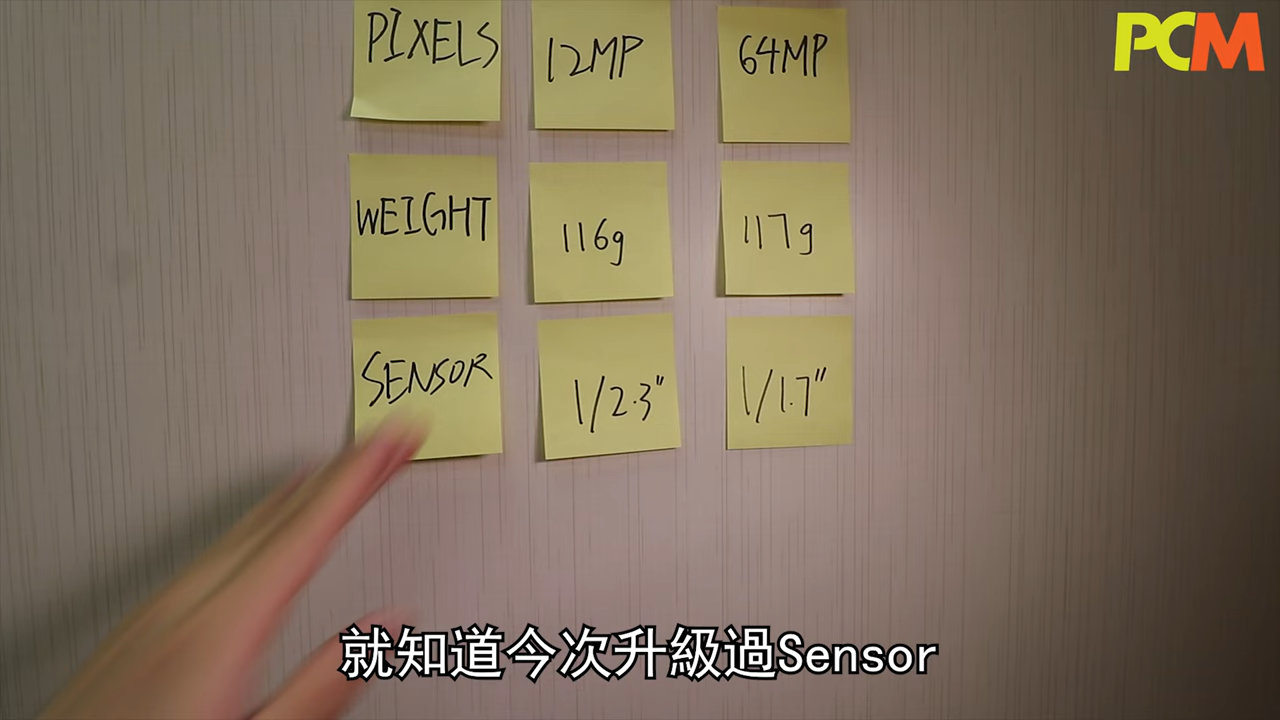 PCM
PIXELS 12MP 64MP
WEIGHT 116g 117g
SENSOR 1/2.3" 1/1.7"
就知道今次升級過Sensor